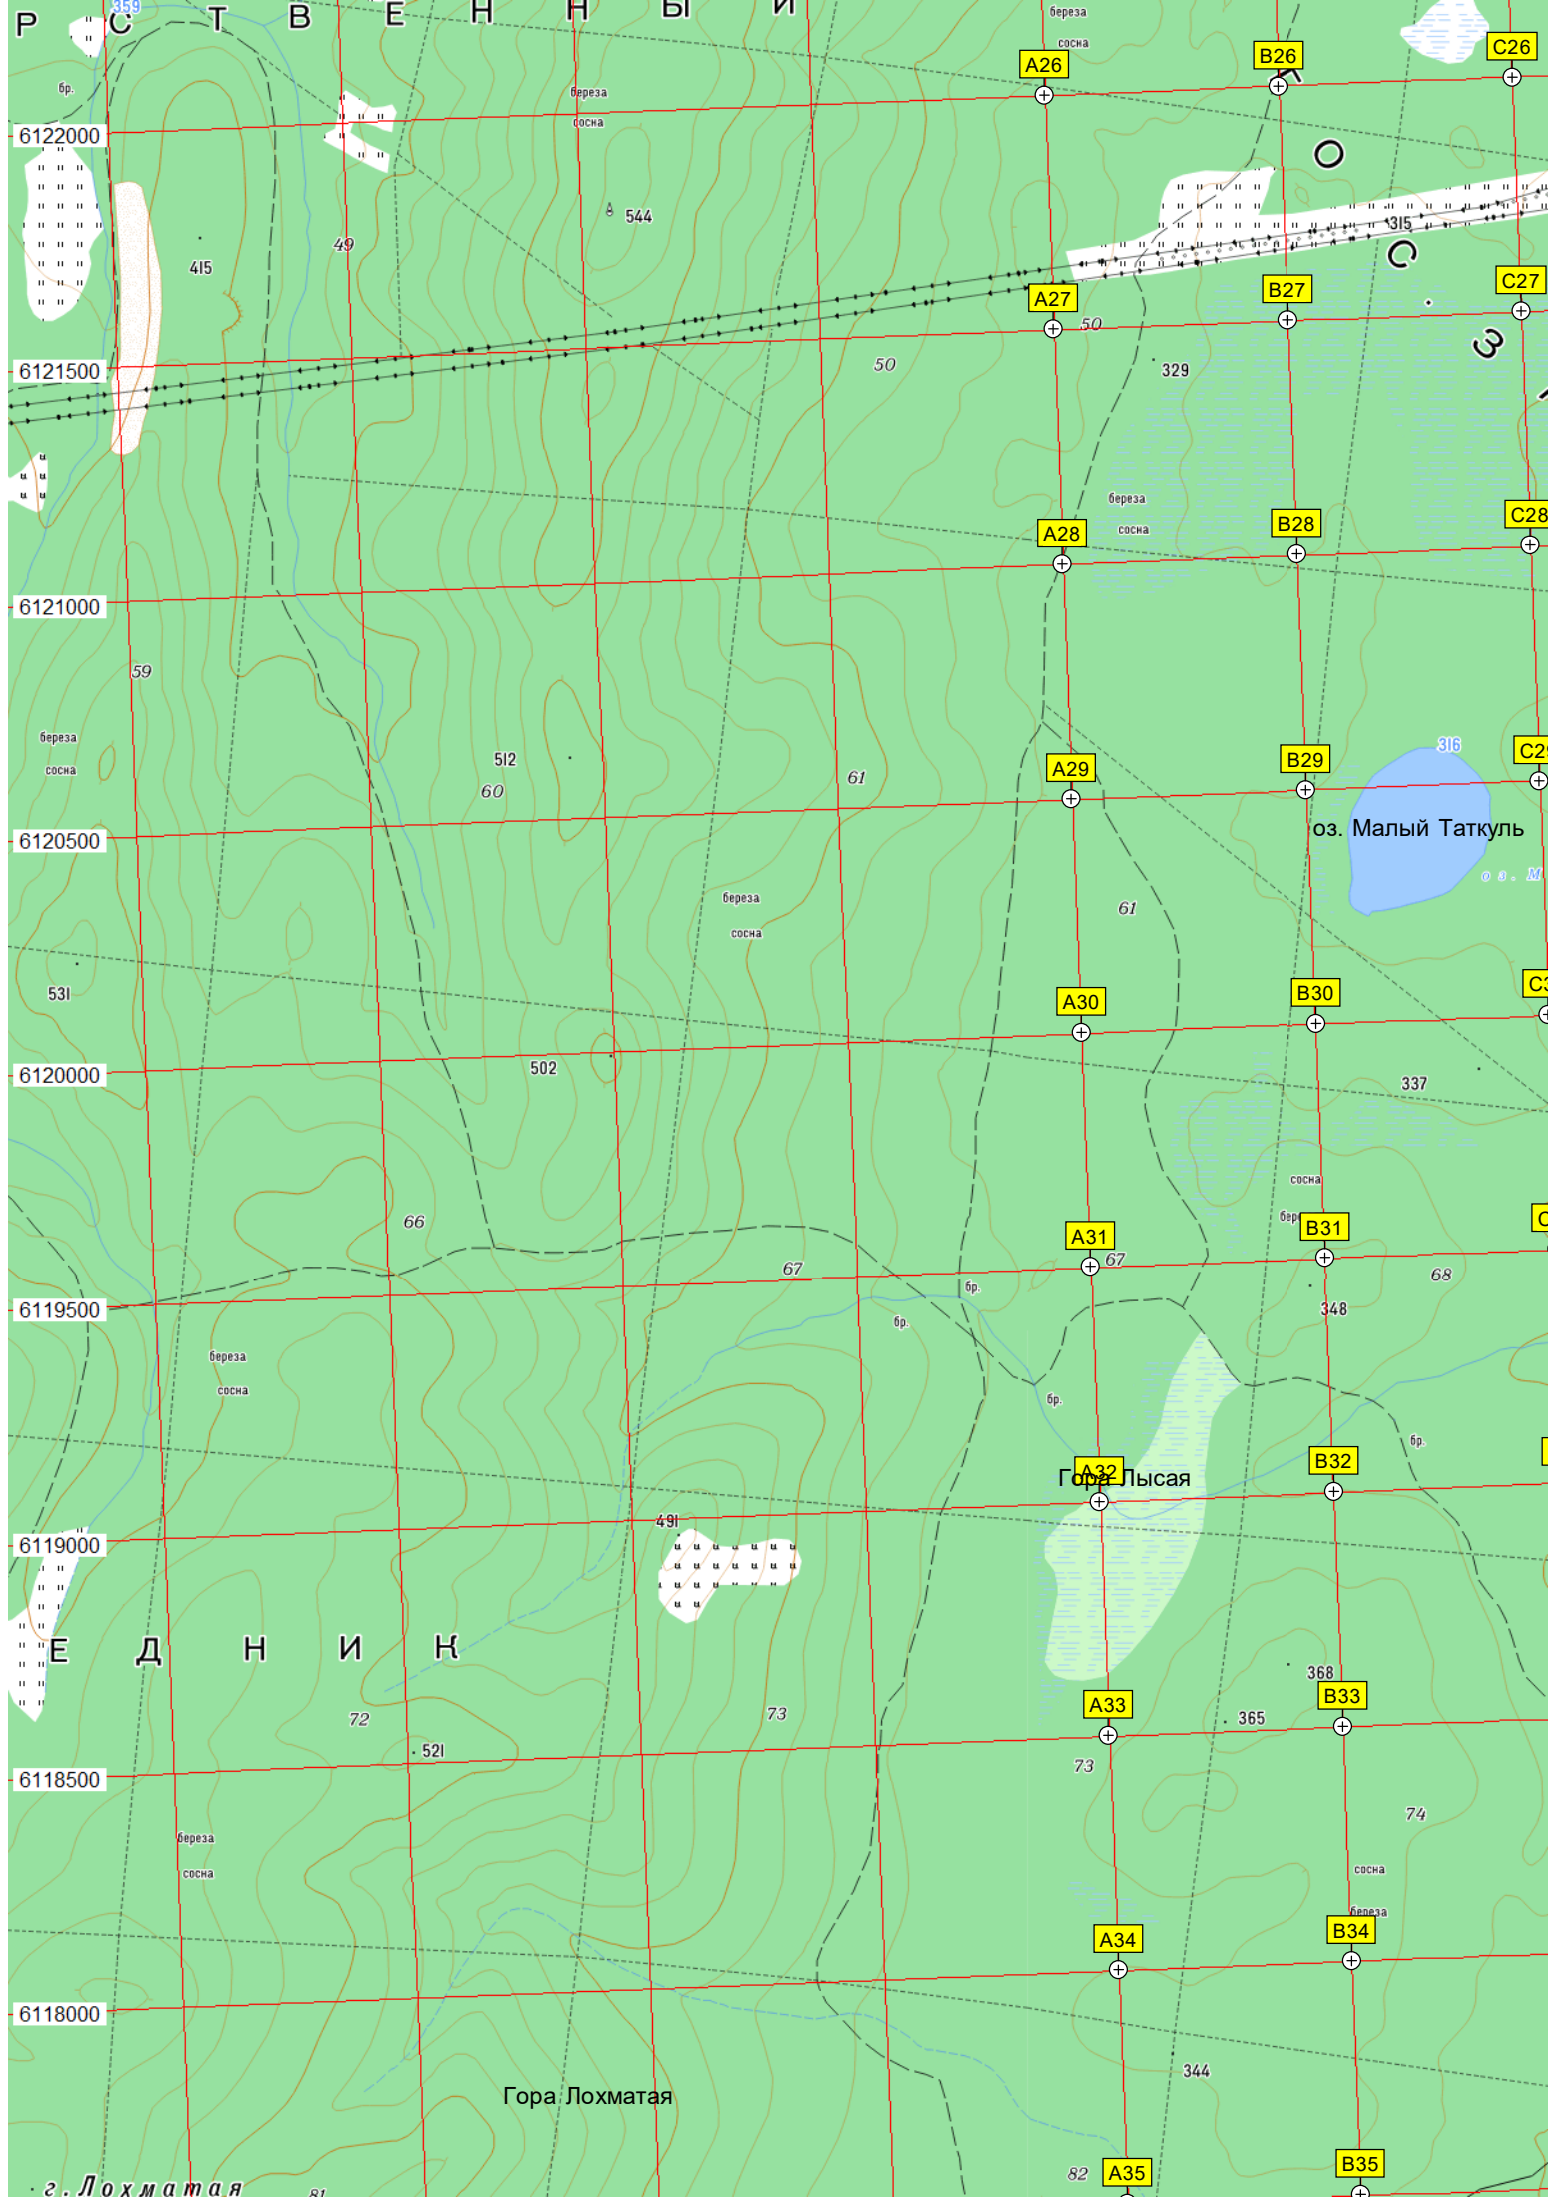 359
Р С Т В Е Н Н Ы Й
береза
сосна
A26
B26
C26
бр.
береза
сосна
6122000
О
544
49
415
315
С
A27
B27
C27
50
З
50
329
6121500
береза
сосна
A28
B28
C28
6121000
59
береза
сосна
512
60
61
A29
B29
316
6120500
оз. Малый Таткуль
оз. М
береза
сосна
61
531
A30
B30
502
6120000
337
сосна
66
A31
B31
67
67
68
6119500
348
бр.
бр.
береза
сосна
бр.
бр.
A32
B32
Гора Лысая
491
6119000
Е Д Н И К
368
A33
B33
72
73
365
521
73
6118500
74
береза
сосна
сосна
береза
A34
B34
6118000
344
Гора Лохматая
82
A35
B35
г. Лохматая
81